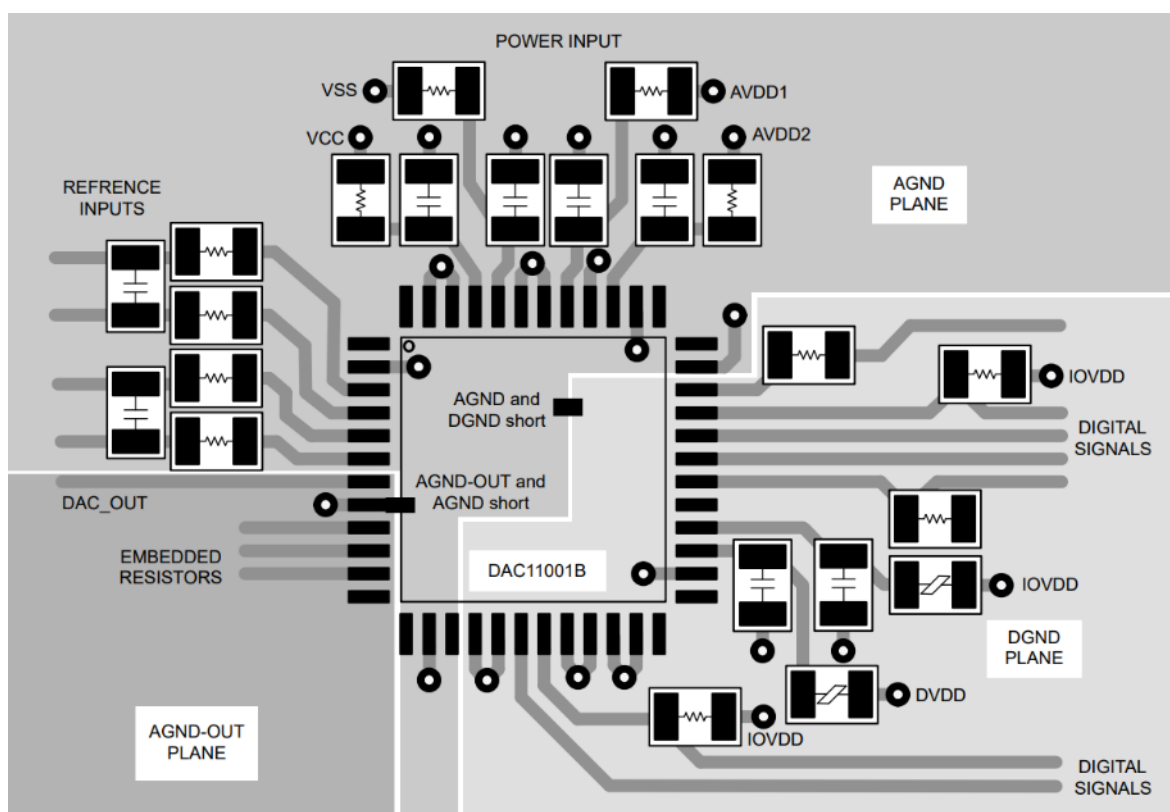 POWER INPUT
VSS
AVDD1
VCC
AVDD2
REFRENCE
INPUTS
AGND
PLANE
AGND and
DGND short
IOVDD
DIGITAL
SIGNALS
AGND-OUT and
AGND short
DAC_OUT
EMBEDDED
RESISTORS
DAC11001B
IOVDD
DGND
PLANE
DVDD
AGND-OUT
PLANE
IOVDD
DIGITAL
SIGNALS